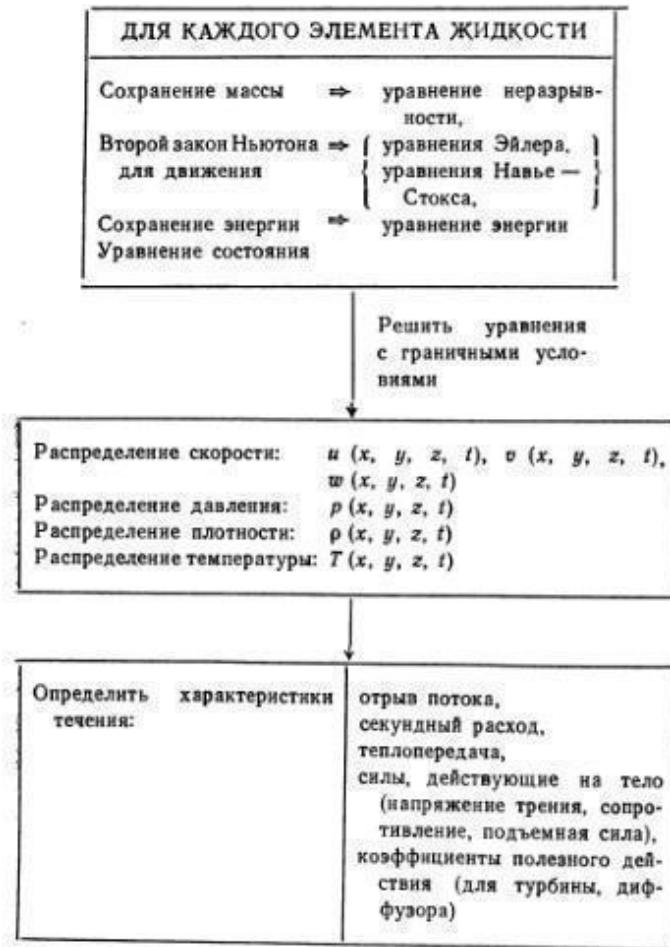 ДЛЯ КАЖДОГО ЭЛЕМЕНТА ЖИДКОСТИ
Сохранение массы ⇒ уравнение неразрыв-
ности,
Второй закон Ньютона ⇒ { уравнения Эйлера, }
для движения { уравнения Навье — }
Стокса,
Сохранение энергии ⇒ уравнение энергии
Уравнение состояния
Решить уравнения
с граничными усло-
виями
Распределение скорости: u (x, y, z, t), v (x, y, z, t),
w (x, y, z, t)
Распределение давления: p (x, y, z, t)
Распределение плотности: ρ (x, y, z, t)
Распределение температуры: T (x, y, z, t)
Определить характеристики
течения:
отрыв потока,
секундный расход,
теплопередача,
силы, действующие на тело
(напряжение трения, сопро-
тивление, подъемная сила),
коэффициенты полезного дей-
ствия (для турбины, диф-
фузора)